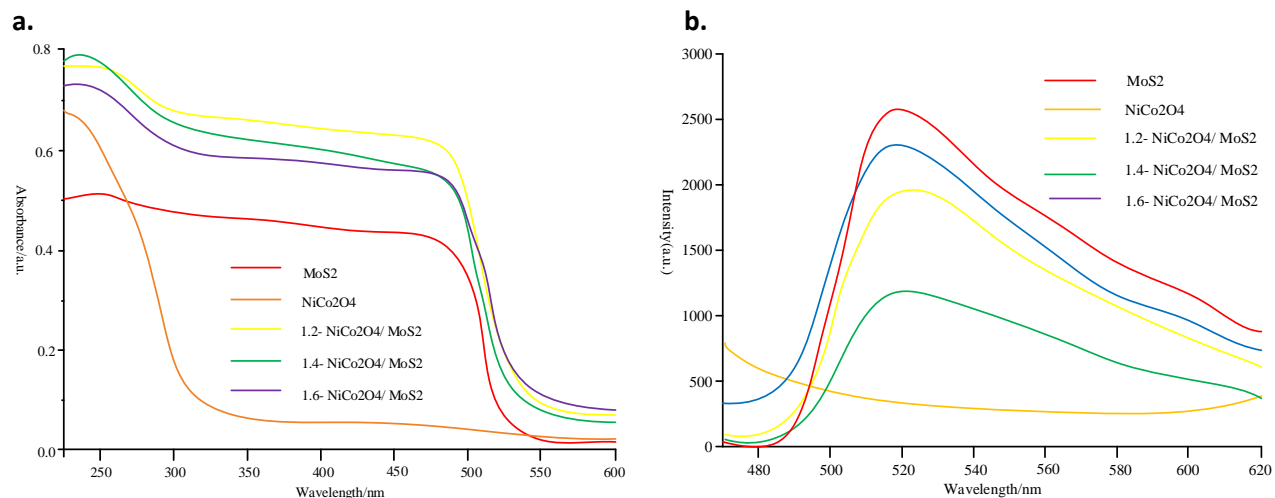 a.
0.8
0.6
0.4
0.2
0.0
Absorbance/a.u.
MoS2
NiCo2O4
1.2- NiCo2O4/ MoS2
1.4- NiCo2O4/ MoS2
1.6- NiCo2O4/ MoS2
250 300 350 400 450 500 550 600
Wavelength/nm
b.
3000
2500
2000
1500
1000
500
0
Intensity(a.u.)
MoS2
NiCo2O4
1.2- NiCo2O4/ MoS2
1.4- NiCo2O4/ MoS2
1.6- NiCo2O4/ MoS2
480 500 520 540 560 580 600 620
Wavelength/nm